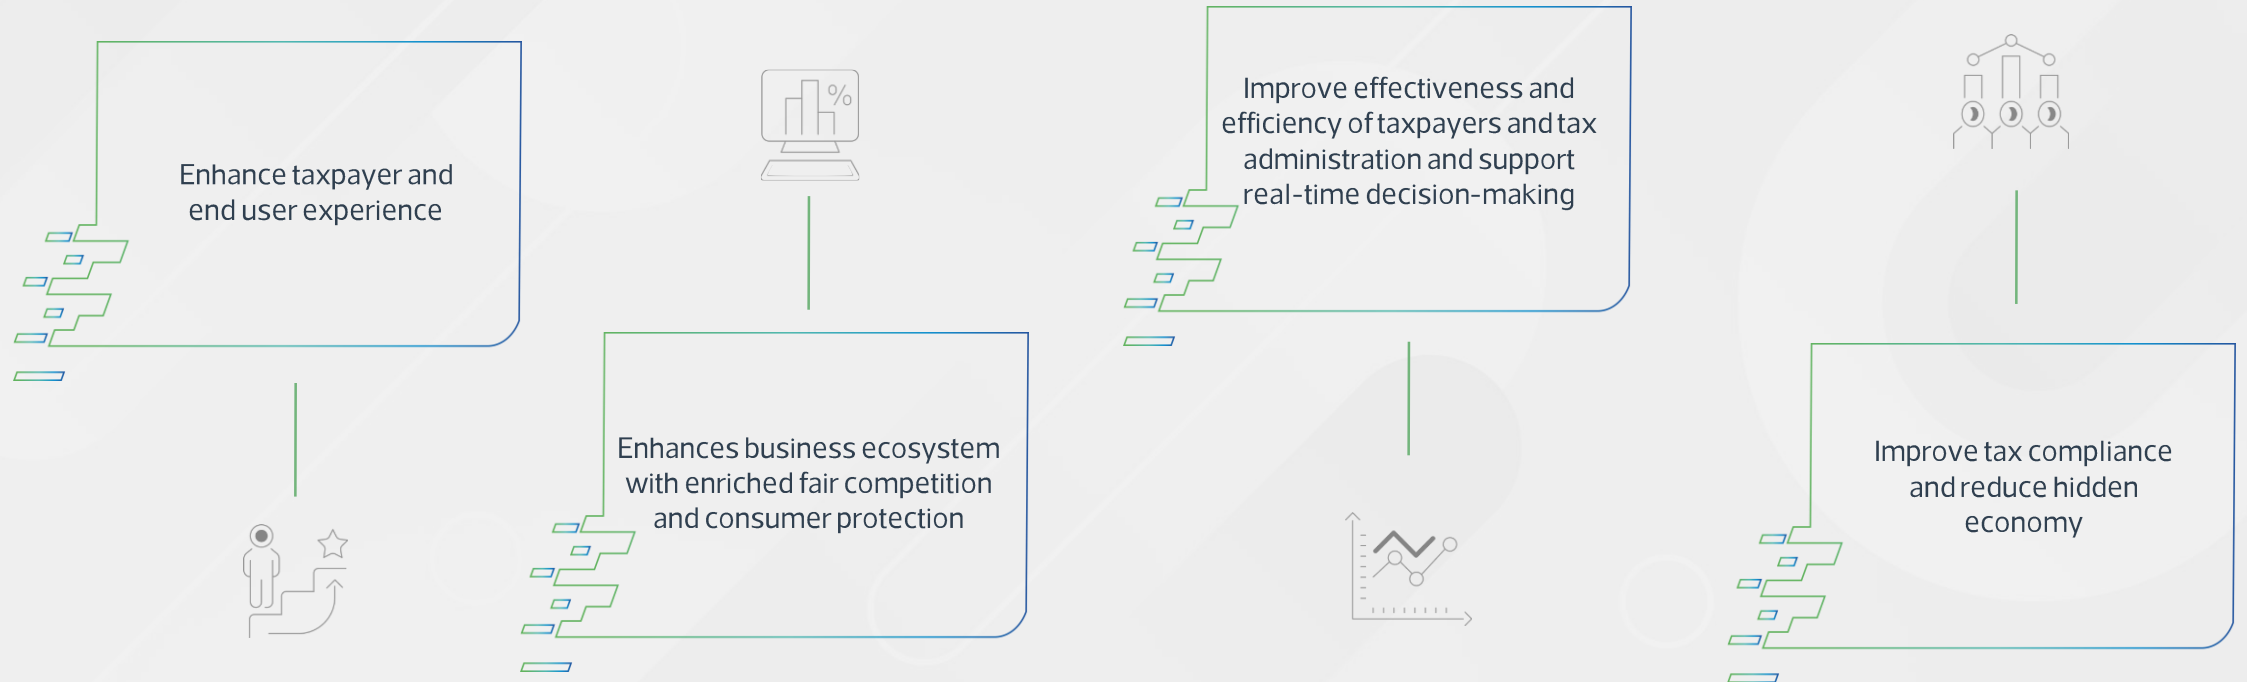 Enhance taxpayer and
end user experience
%
Enhances business ecosystem
with enriched fair competition
and consumer protection
Improve effectiveness and
efficiency of taxpayers and tax
administration and support
real-time decision-making
Improve tax compliance
and reduce hidden
economy